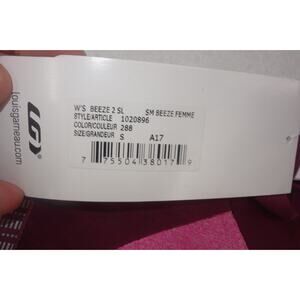 louisgarneau.com
LG
W'S BEEZE 2 SL SM BEEZE FEMME
STYLE/ARTICLE 1020896
COLOR/COULEUR 288
SIZE/GRANDEUR S A17
7 75504 38017 9